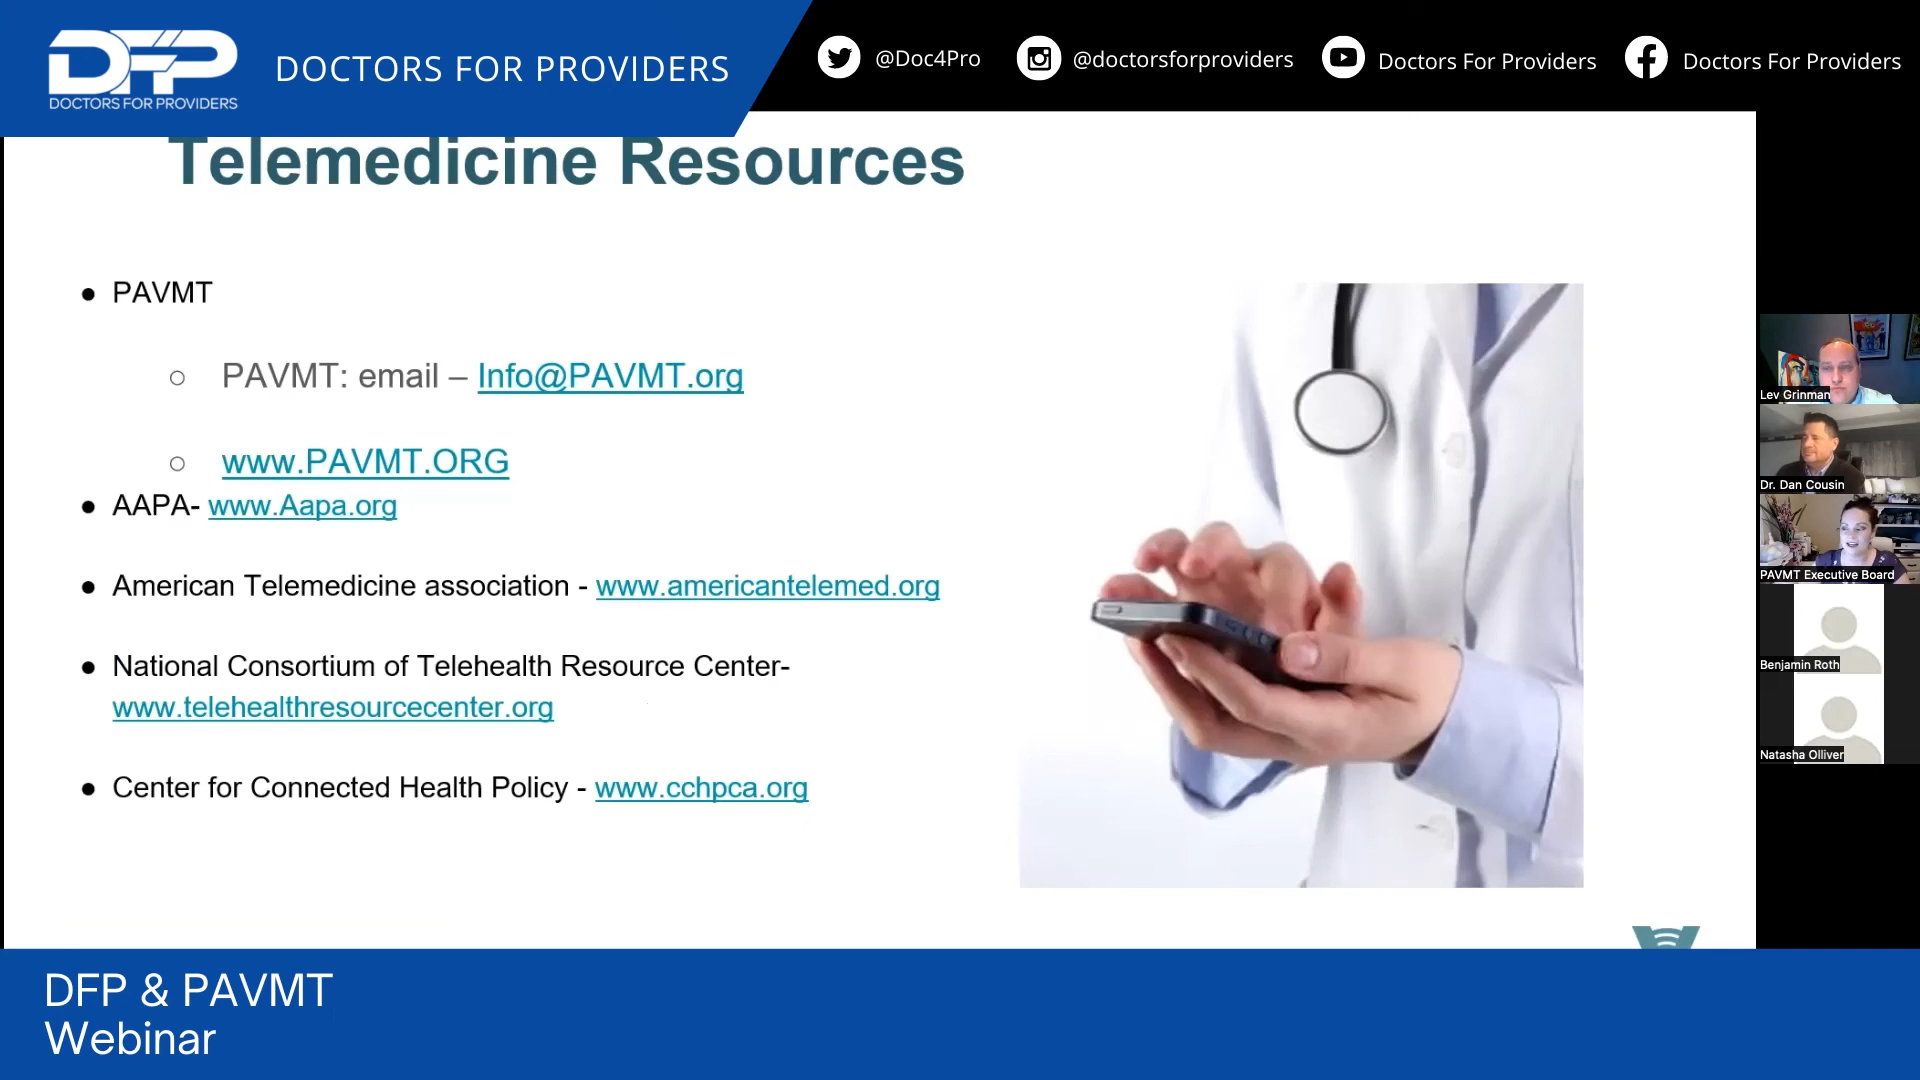 DFP
DOCTORS FOR PROVIDERS
DOCTORS FOR PROVIDERS
@Doc4Pro
@doctorsforproviders
Doctors For Providers
Doctors For Providers
Telemedicine Resources
● PAVMT
○ PAVMT: email – Info@PAVMT.org
○ www.PAVMT.ORG
● AAPA- www.Aapa.org
● American Telemedicine association - www.americantelemed.org
● National Consortium of Telehealth Resource Center-
www.telehealthresourcecenter.org
● Center for Connected Health Policy - www.cchpca.org
Lev Grinman
Dr. Dan Cousin
PAVMT Executive Board
Benjamin Roth
Natasha Olliver
DFP & PAVMT
Webinar